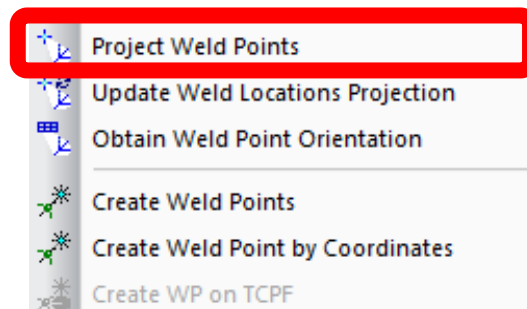 Project Weld Points
Update Weld Locations Projection
Obtain Weld Point Orientation
Create Weld Points
Create Weld Point by Coordinates
Create WP on TCPF